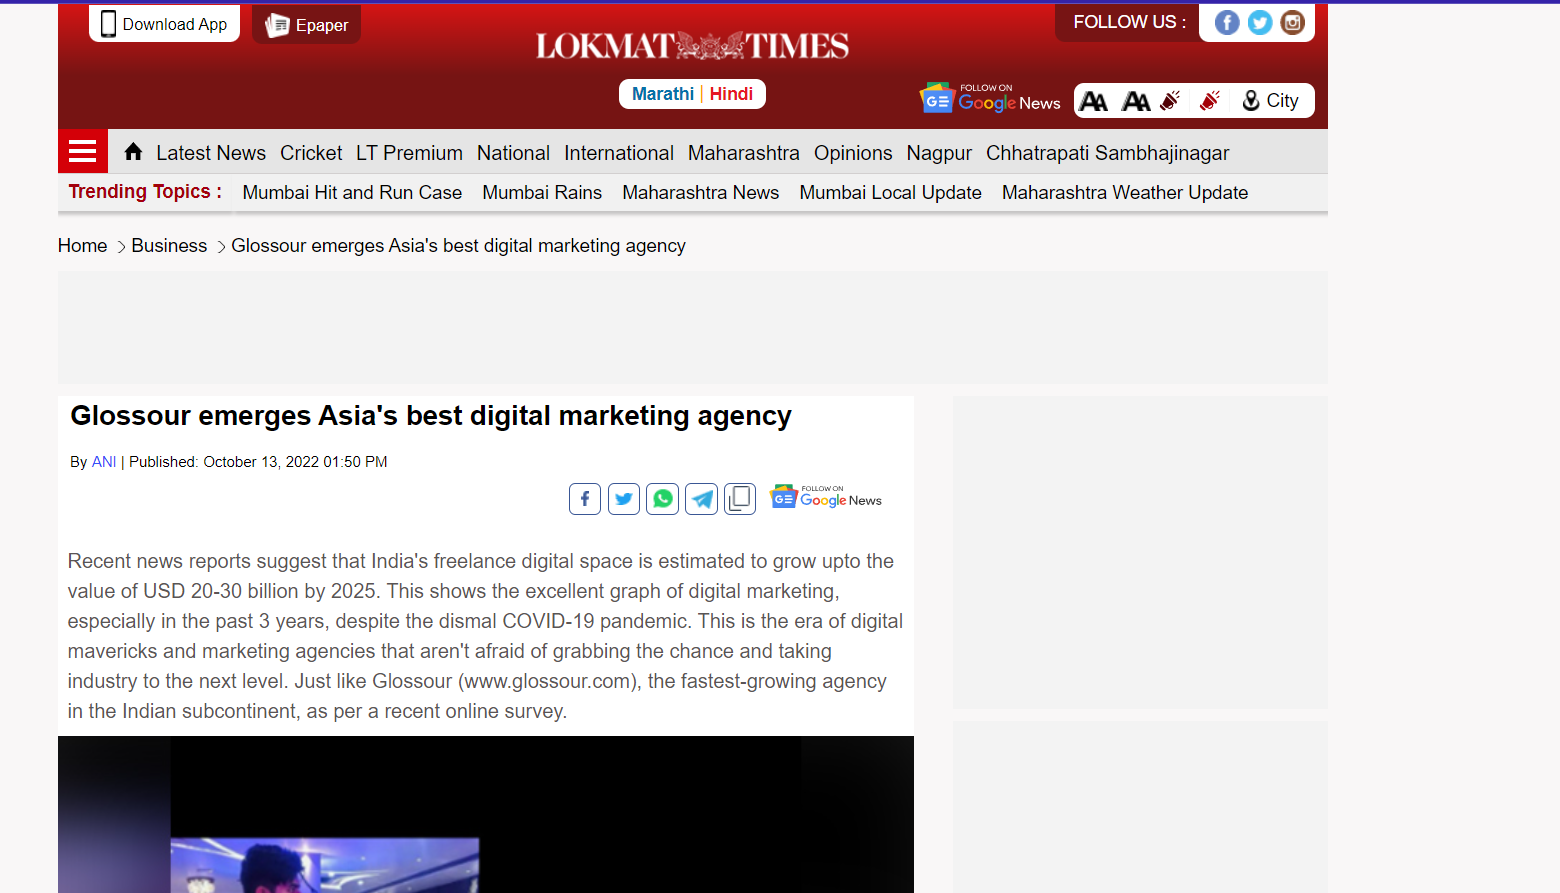 Download App
Epaper
LOKMAT TIMES
FOLLOW US :
Marathi | Hindi
FOLLOW ON
GE Google News
AA AA
City
Latest News Cricket LT Premium National International Maharashtra Opinions Nagpur Chhatrapati Sambhajinagar
Trending Topics : Mumbai Hit and Run Case Mumbai Rains Maharashtra News Mumbai Local Update Maharashtra Weather Update
Home > Business > Glossour emerges Asia's best digital marketing agency
Glossour emerges Asia's best digital marketing agency
By ANI | Published: October 13, 2022 01:50 PM
FOLLOW ON
GE Google News
Recent news reports suggest that India's freelance digital space is estimated to grow upto the
value of USD 20-30 billion by 2025. This shows the excellent graph of digital marketing,
especially in the past 3 years, despite the dismal COVID-19 pandemic. This is the era of digital
mavericks and marketing agencies that aren't afraid of grabbing the chance and taking
industry to the next level. Just like Glossour (www.glossour.com), the fastest-growing agency
in the Indian subcontinent, as per a recent online survey.